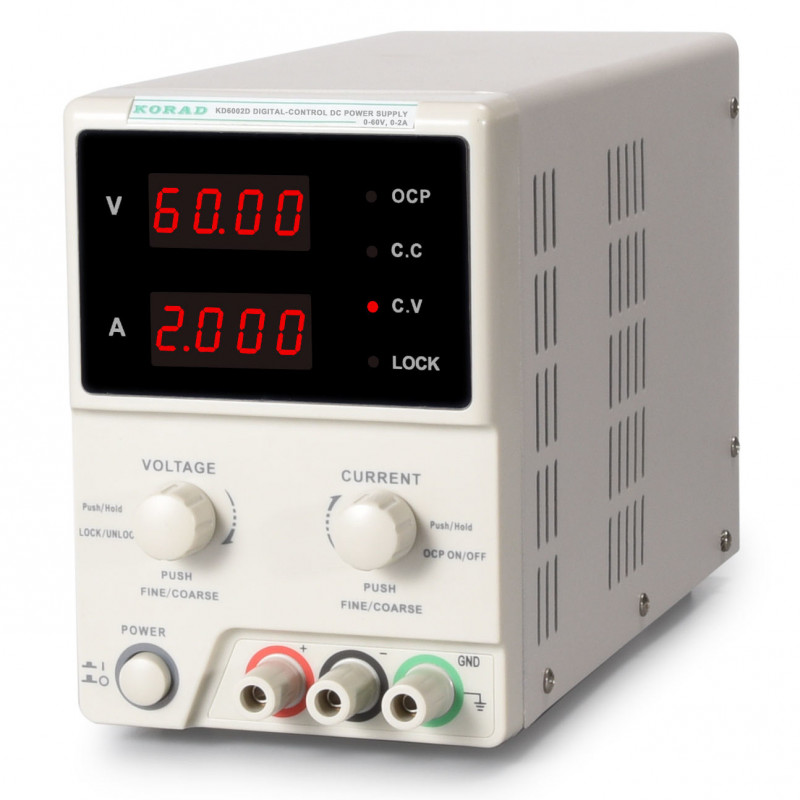 KORAD KD6002D DIGITAL-CONTROL DC POWER SUPPLY
0-60V, 0-2A
V 60.00
OCP
C.C
A 2.000
C.V
LOCK
VOLTAGE
Push/Hold
LOCK/UNLOC
PUSH
FINE/COARSE
CURRENT
Push/Hold
OCP ON/OFF
PUSH
FINE/COARSE
POWER
I
O
+
−
GND